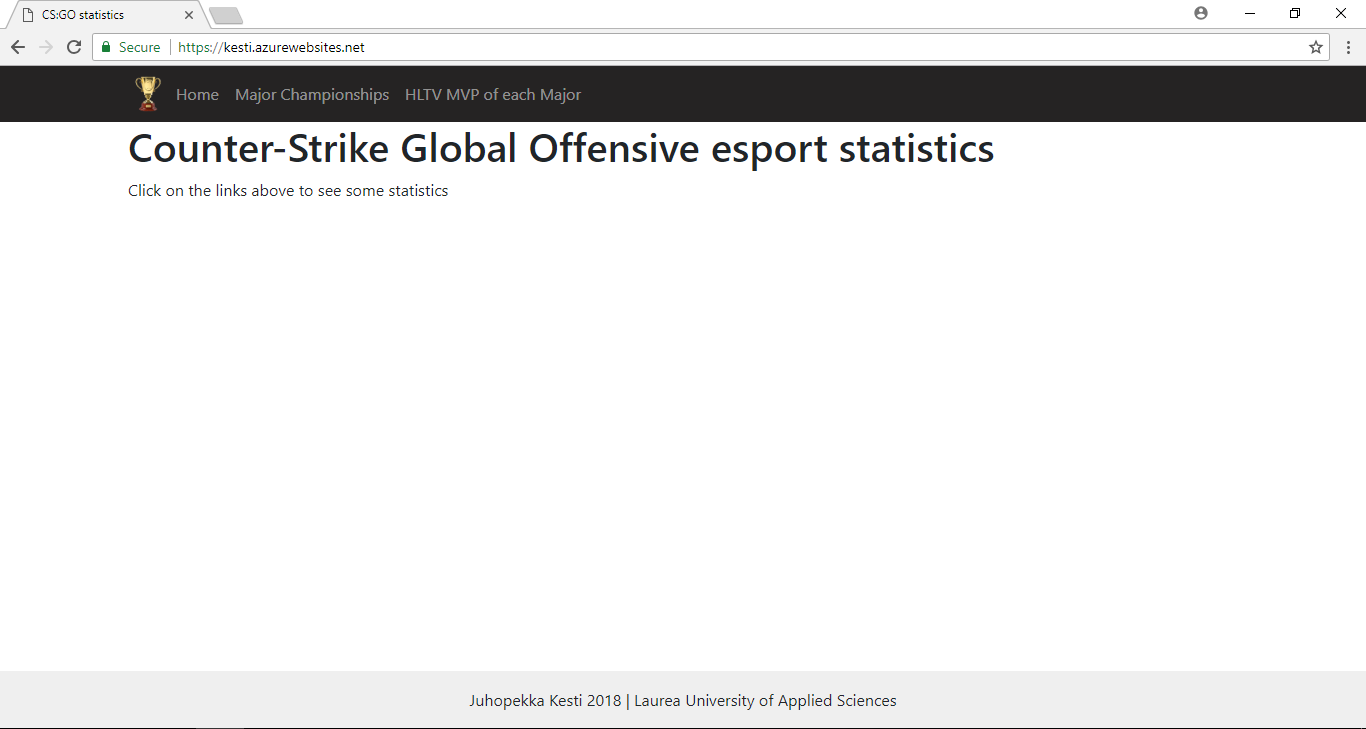 CS:GO statistics
Secure | https://kesti.azurewebsites.net
Home Major Championships HLTV MVP of each Major
Counter-Strike Global Offensive esport statistics
Click on the links above to see some statistics
Juhopekka Kesti 2018 | Laurea University of Applied Sciences